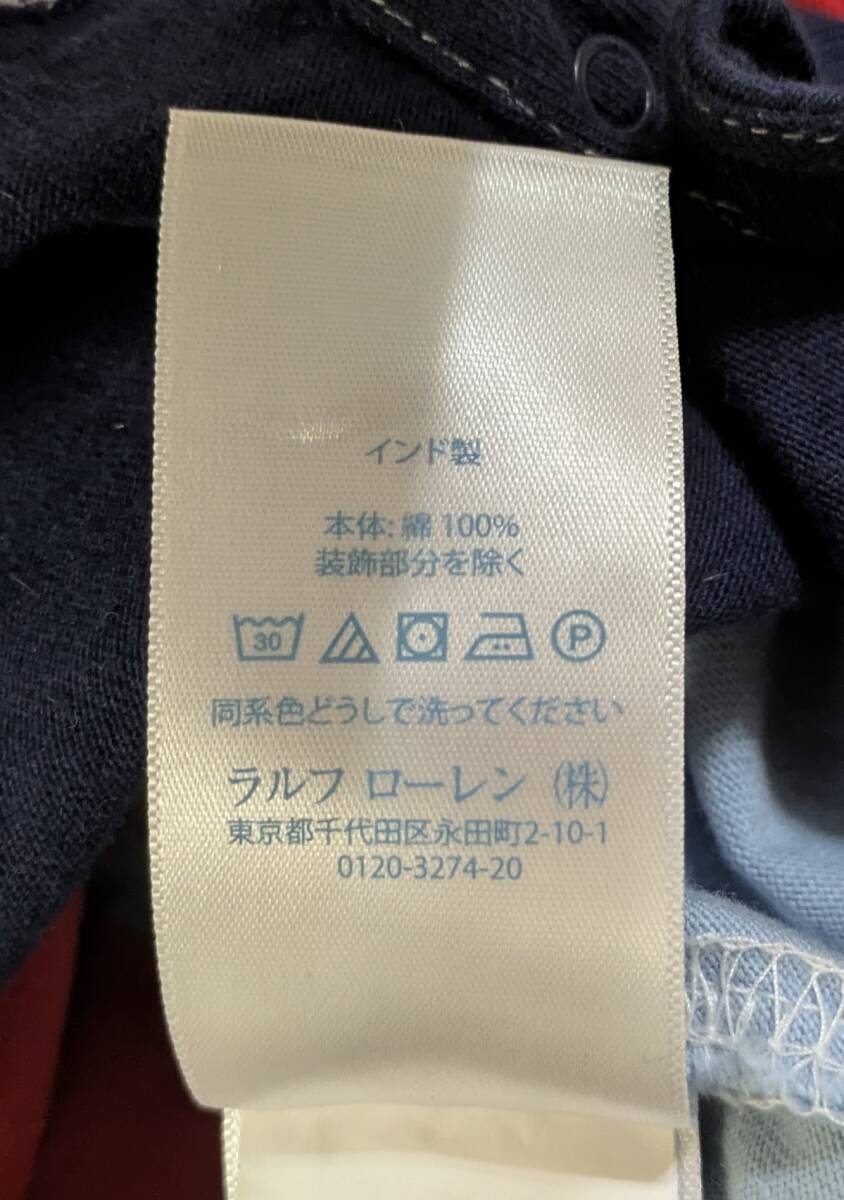 インド製
本体: 綿 100%
装飾部分を除く
30 P
同系色どうしで洗ってください
ラルフ ローレン (株)
東京都千代田区永田町2-10-1
0120-3274-20